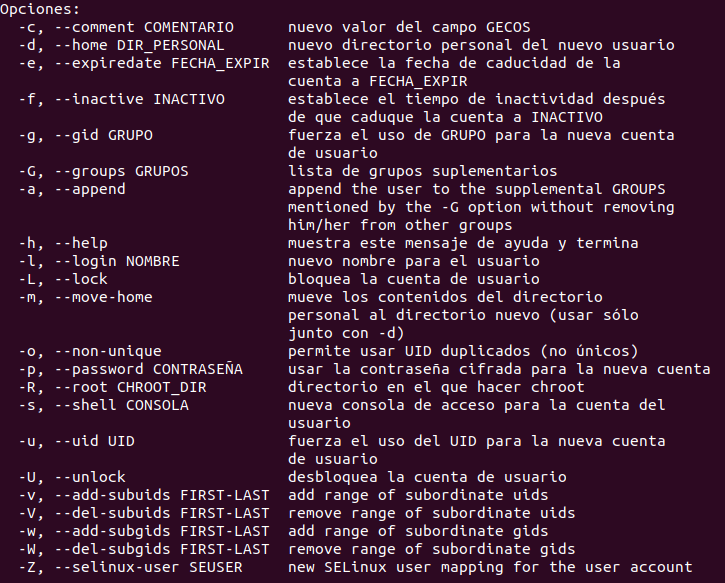 Opciones:
-c, --comment COMENTARIO nuevo valor del campo GECOS
-d, --home DIR_PERSONAL nuevo directorio personal del nuevo usuario
-e, --expiredate FECHA_EXPIR establece la fecha de caducidad de la
cuenta a FECHA_EXPIR
-f, --inactive INACTIVO establece el tiempo de inactividad después
de que caduque la cuenta a INACTIVO
-g, --gid GRUPO fuerza el uso de GRUPO para la nueva cuenta
de usuario
-G, --groups GRUPOS lista de grupos suplementarios
-a, --append append the user to the supplemental GROUPS
mentioned by the -G option without removing
him/her from other groups
-h, --help muestra este mensaje de ayuda y termina
-l, --login NOMBRE nuevo nombre para el usuario
-L, --lock bloquea la cuenta de usuario
-m, --move-home mueve los contenidos del directorio
personal al directorio nuevo (usar sólo
junto con -d)
-o, --non-unique permite usar UID duplicados (no únicos)
-p, --password CONTRASEÑA usar la contraseña cifrada para la nueva cuenta
-R, --root CHROOT_DIR directorio en el que hacer chroot
-s, --shell CONSOLA nueva consola de acceso para la cuenta del
usuario
-u, --uid UID fuerza el uso del UID para la nueva cuenta
de usuario
-U, --unlock desbloquea la cuenta de usuario
-v, --add-subuids FIRST-LAST add range of subordinate uids
-V, --del-subuids FIRST-LAST remove range of subordinate uids
-w, --add-subgids FIRST-LAST add range of subordinate gids
-W, --del-subgids FIRST-LAST remove range of subordinate gids
-Z, --selinux-user SEUSER new SELinux user mapping for the user account